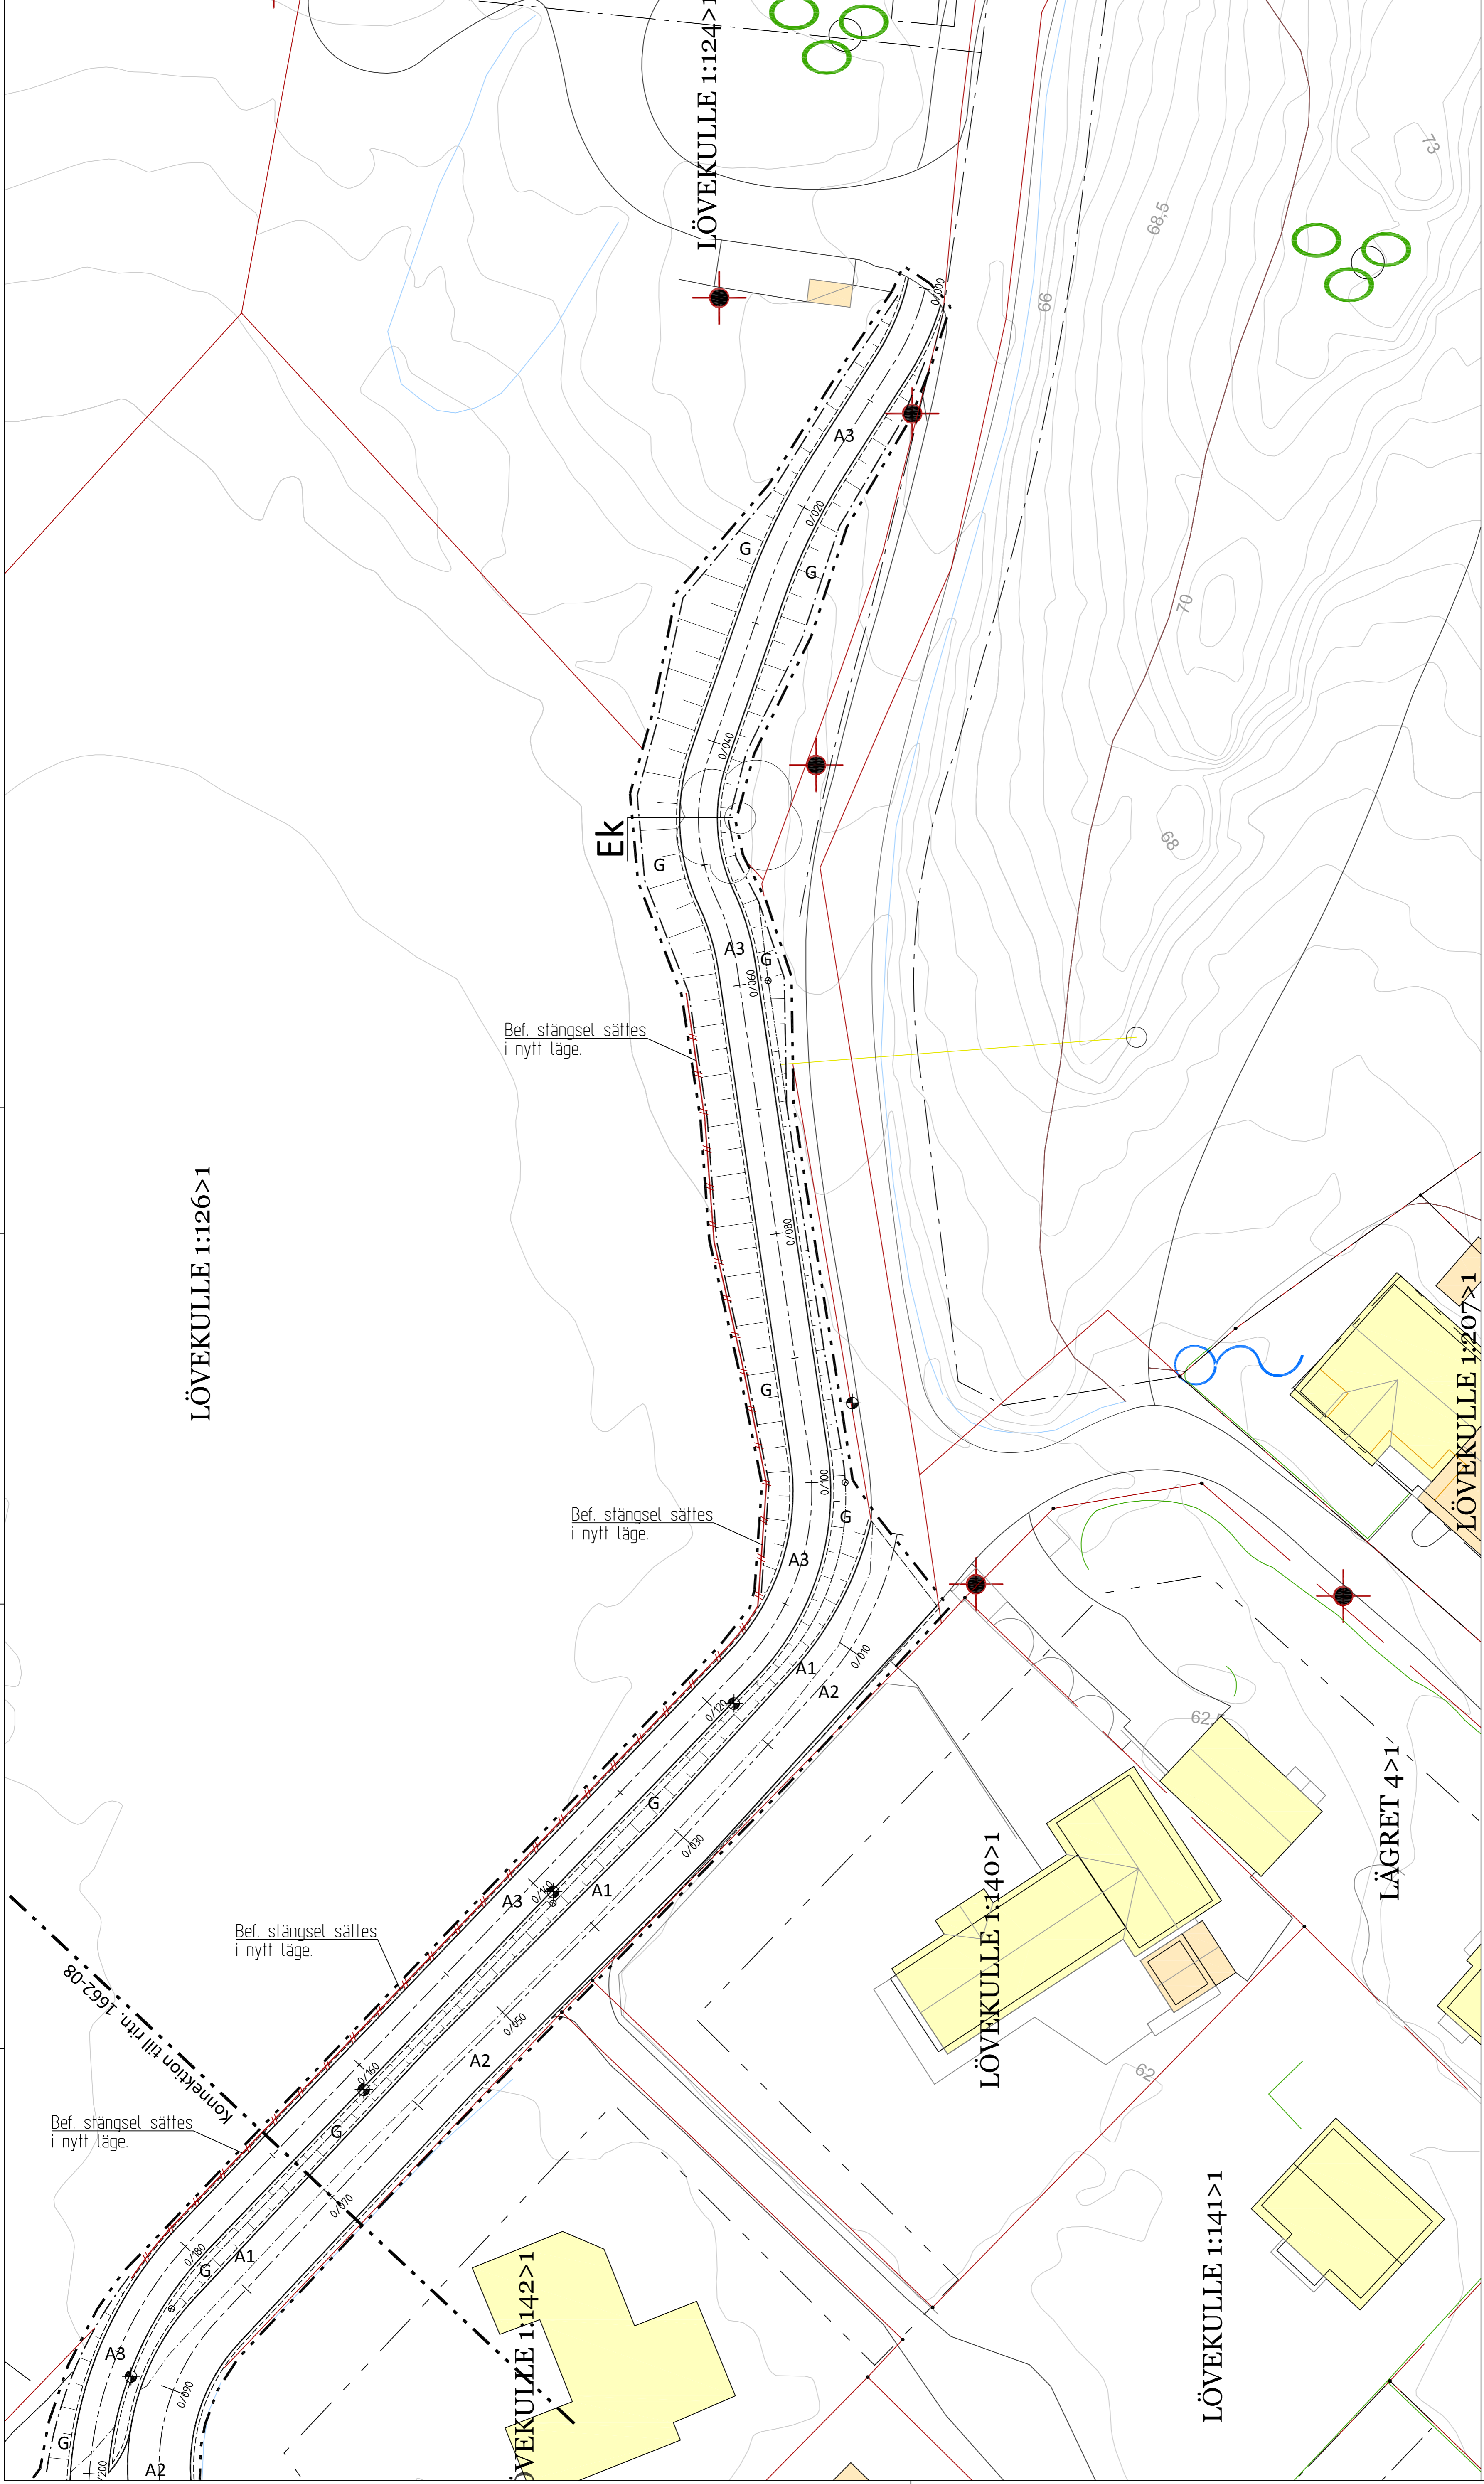 LÖVEKULLE 1:124>1
73
68,5
66
0/000
A3
0/020
G
G
70
0/040
68
Ek
G
A3
G
0/060
Bef. stängsel sättes
i nytt läge.
LÖVEKULLE 1:126>1
0/080
LÖVEKULLE 1:207>1
G
0/100
G
Bef. stängsel sättes
i nytt läge.
A3
0/010
A1
A2
0/120
62
G
0/030
LÄGRET 4>1
A3
0/140
A1
LÖVEKULLE 1:140>1
Bef. stängsel sättes
i nytt läge.
Konnektion till ritn. 1662-08
0/050
A2
0/160
62
Bef. stängsel sättes
i nytt läge.
G
0/070
0/180
A1
G
LÖVEKULLE 1:141>1
LÖVEKULLE 1:142>1
A3
0/090
G
A2
/200